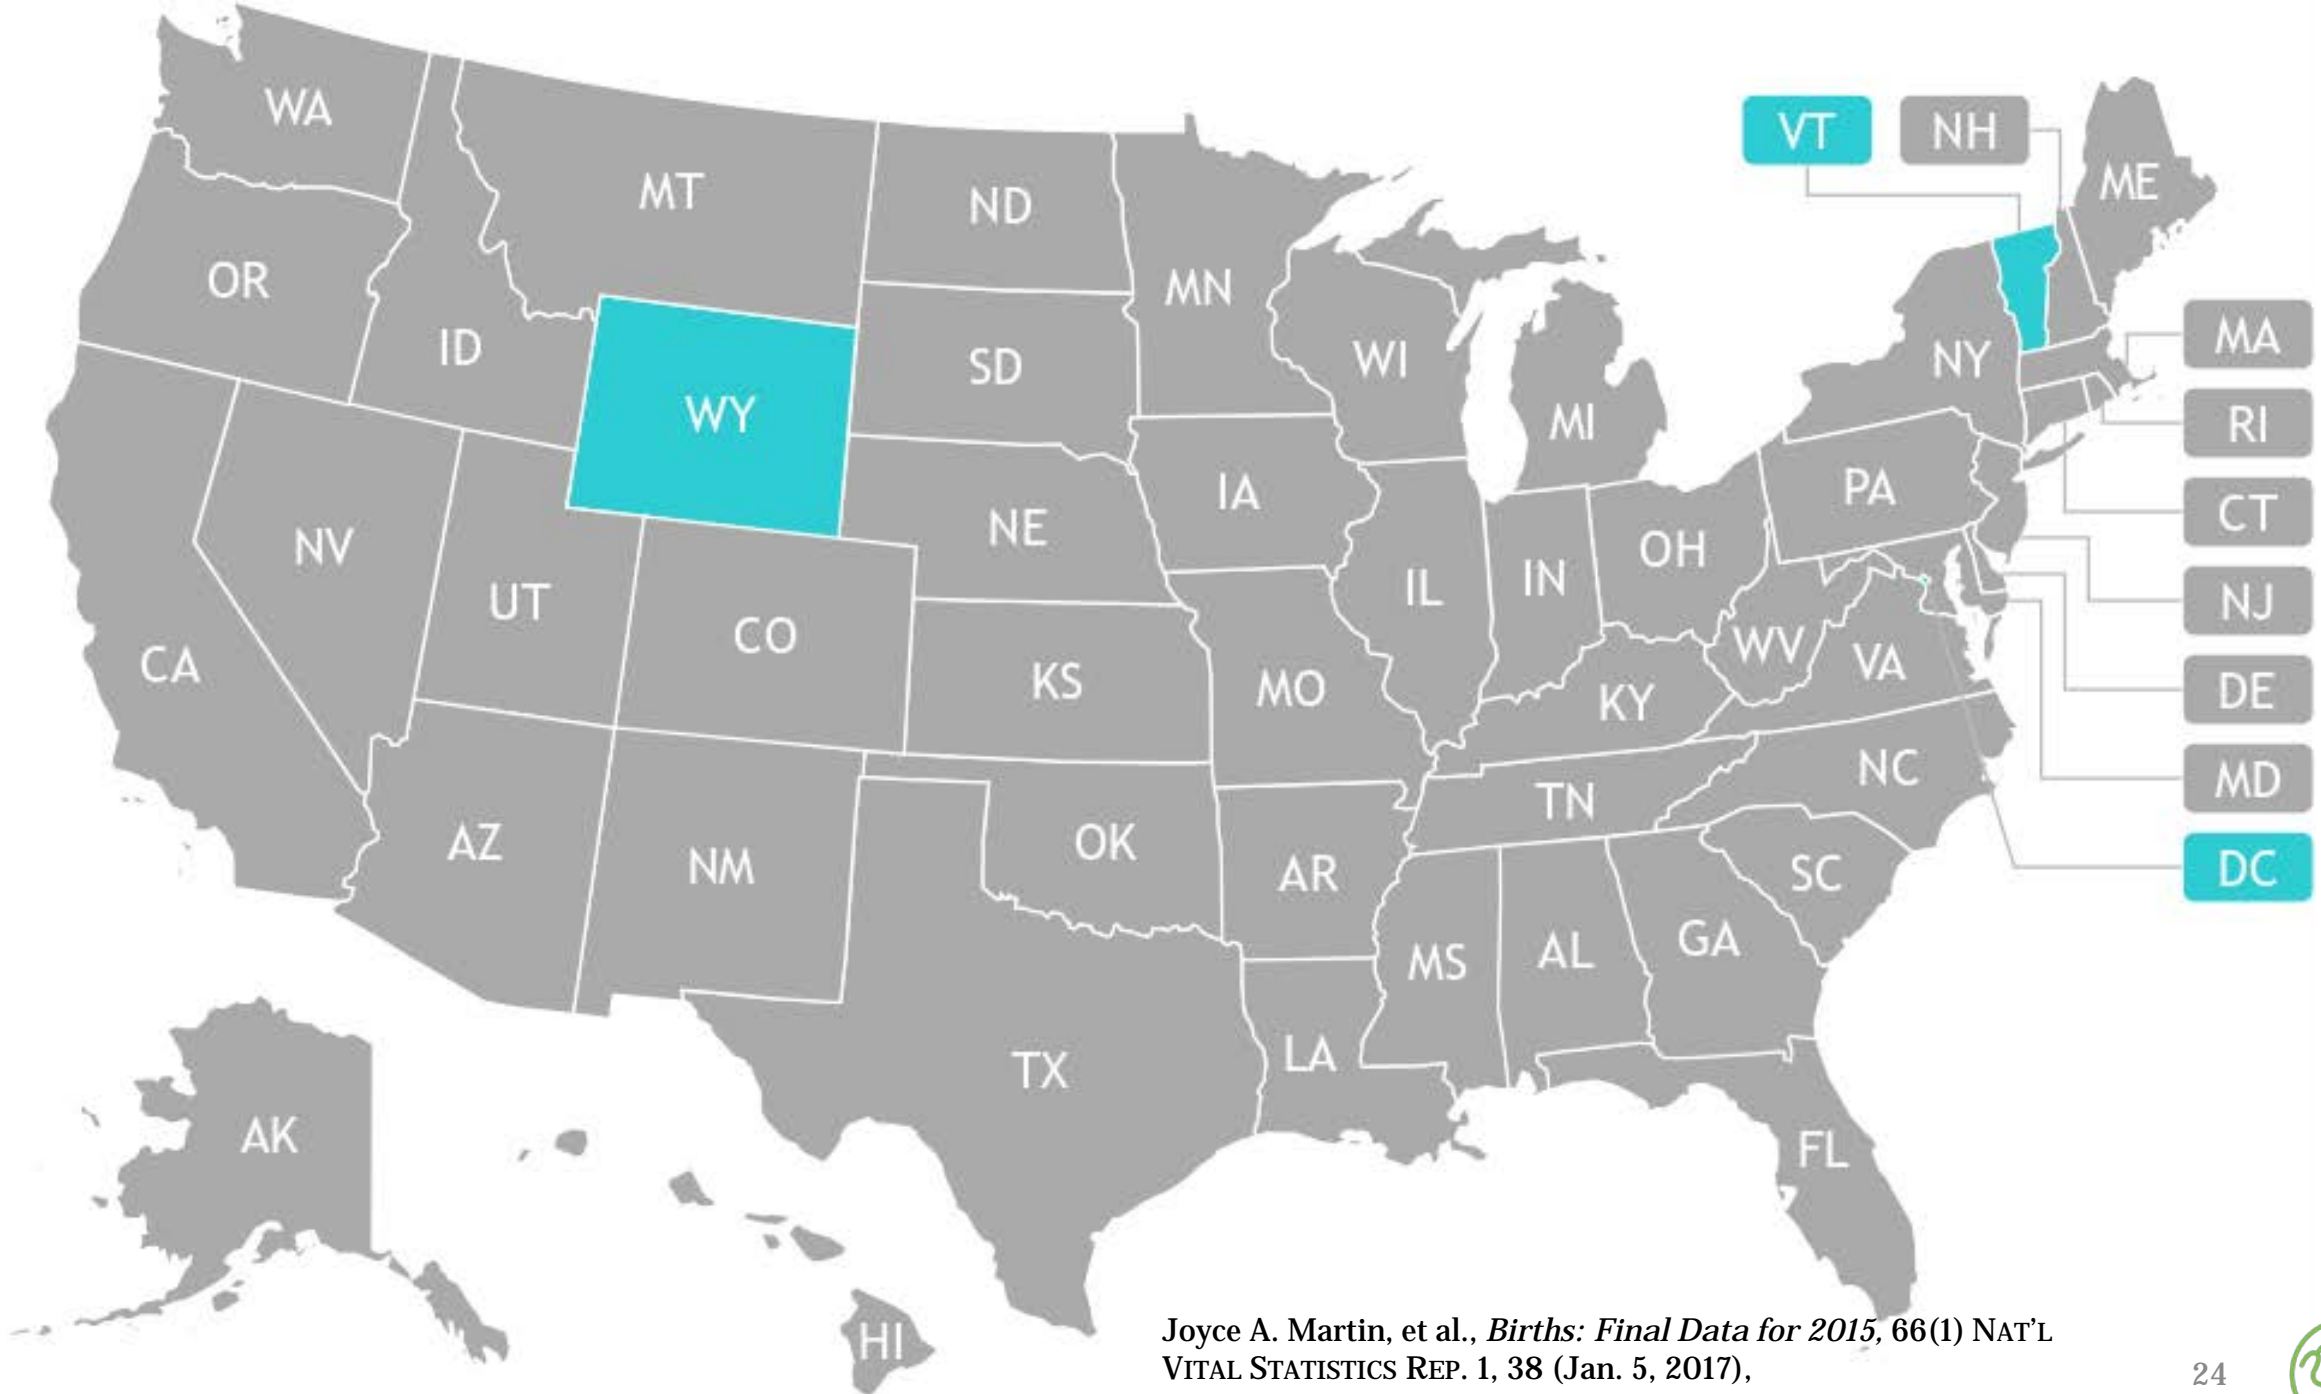 WA
MT
ND
MN
VT
NH
ME
OR
ID
WY
SD
WI
MI
NY
MA
RI
CT
NJ
DE
MD
DC
NV
UT
CO
NE
IA
IL
IN
OH
PA
CA
KS
MO
KY
WV
VA
AZ
NM
OK
AR
TN
NC
SC
TX
LA
MS
AL
GA
FL
AK
HI
Joyce A. Martin, et al., Births: Final Data for 2015, 66(1) NAT’L
VITAL STATISTICS REP. 1, 38 (Jan. 5, 2017),
24